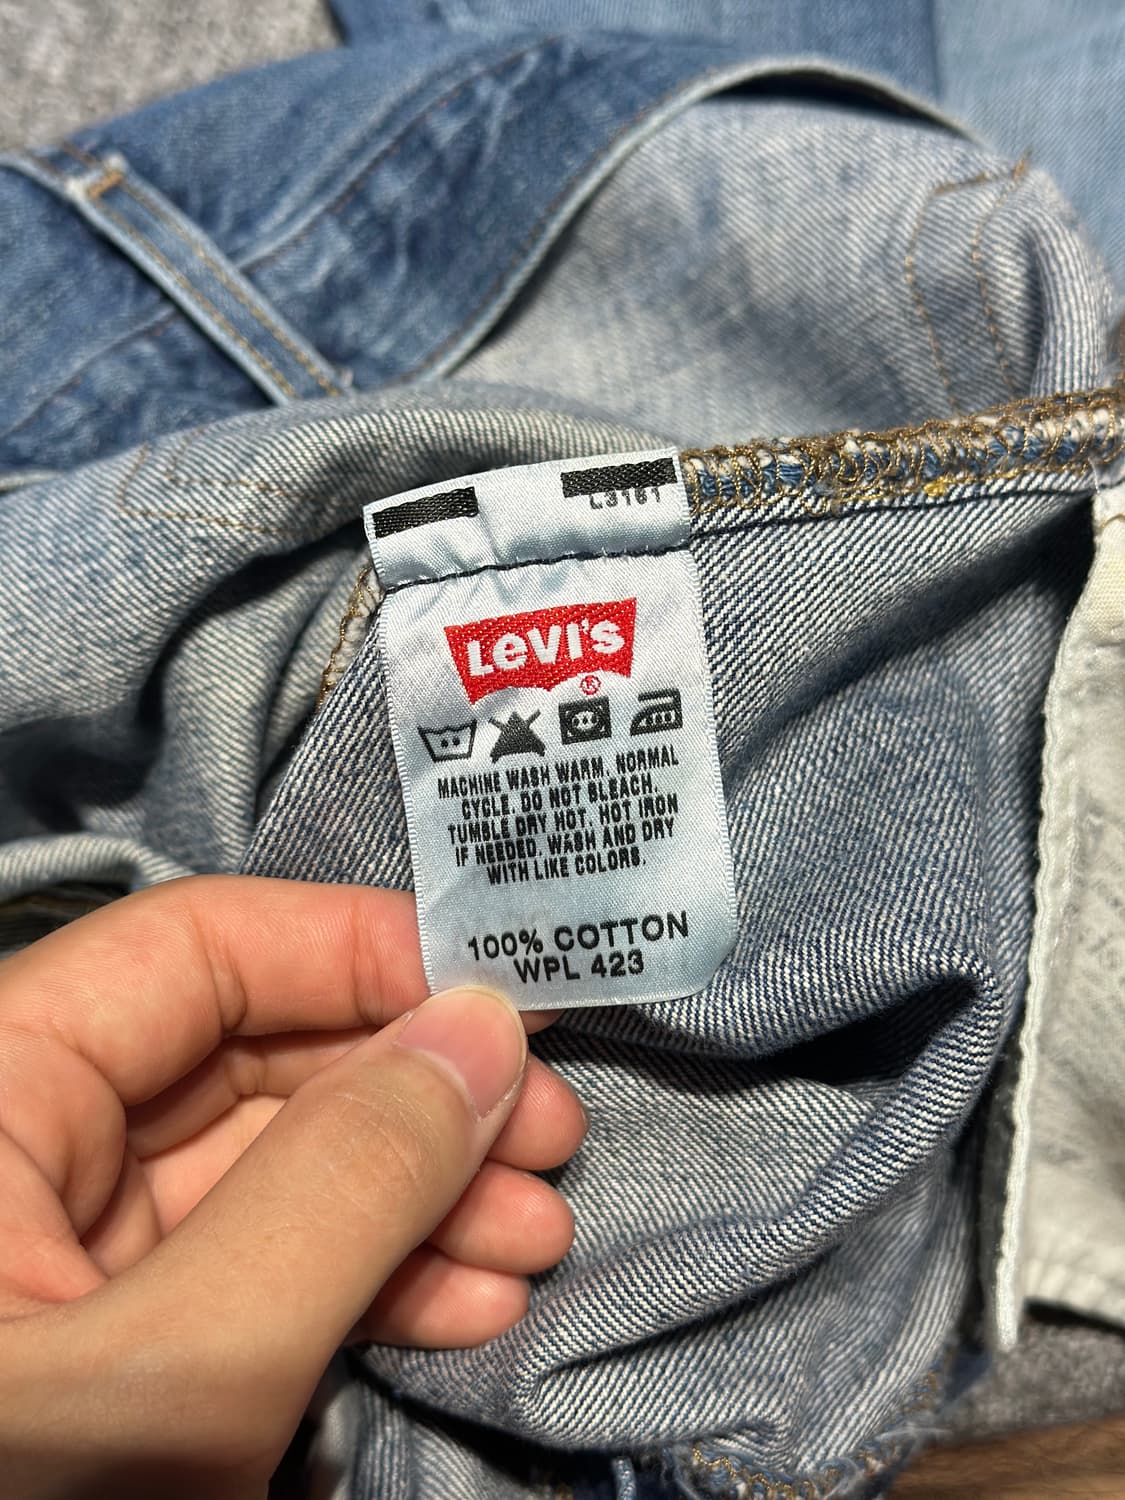 L3161
LEVI'S
®
MACHINE WASH WARM, NORMAL
CYCLE. DO NOT BLEACH.
TUMBLE DRY HOT. HOT IRON
IF NEEDED. WASH AND DRY
WITH LIKE COLORS.
100% COTTON
WPL 423